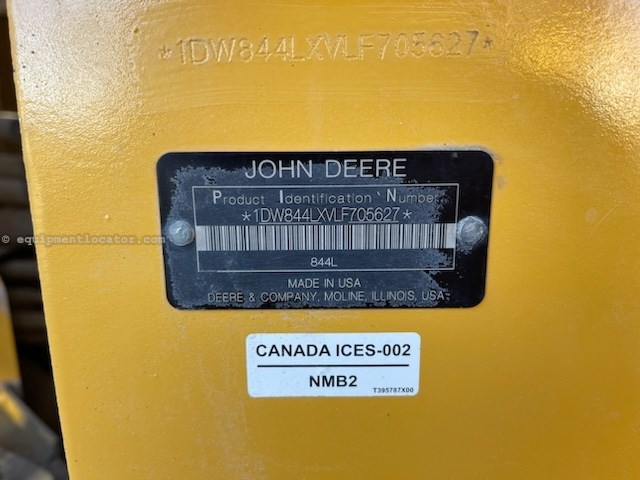 *1DW844LXVLF705627*
JOHN DEERE
Product Identification Number
*1DW844LXVLF705627*
844L
MADE IN USA
DEERE & COMPANY, MOLINE, ILLINOIS, USA
CANADA ICES-002
NMB2
T395787X00
© equipmentlocator.com